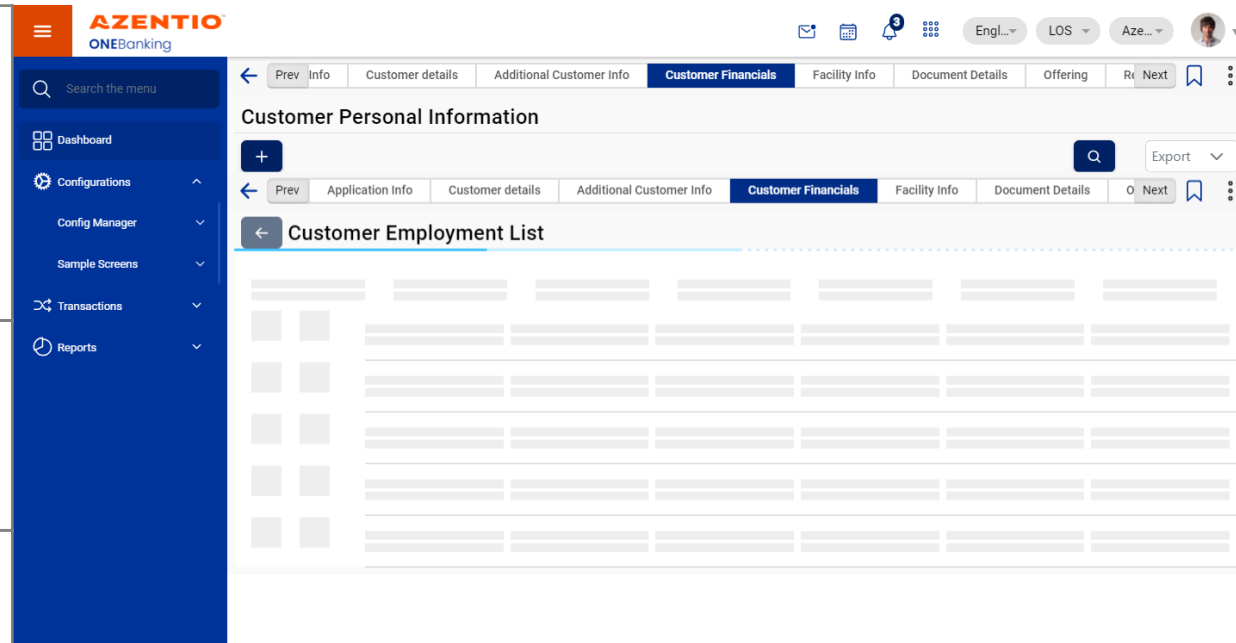 AZENTIO
ONEBanking
3
Engl...
LOS
Aze...
Search the menu
Dashboard
Configurations
Config Manager
Sample Screens
Transactions
Reports
Prev Info Customer details Additional Customer Info Customer Financials Facility Info Document Details Offering Re Next
Customer Personal Information
+
Export
Prev Application Info Customer details Additional Customer Info Customer Financials Facility Info Document Details O Next
Customer Employment List